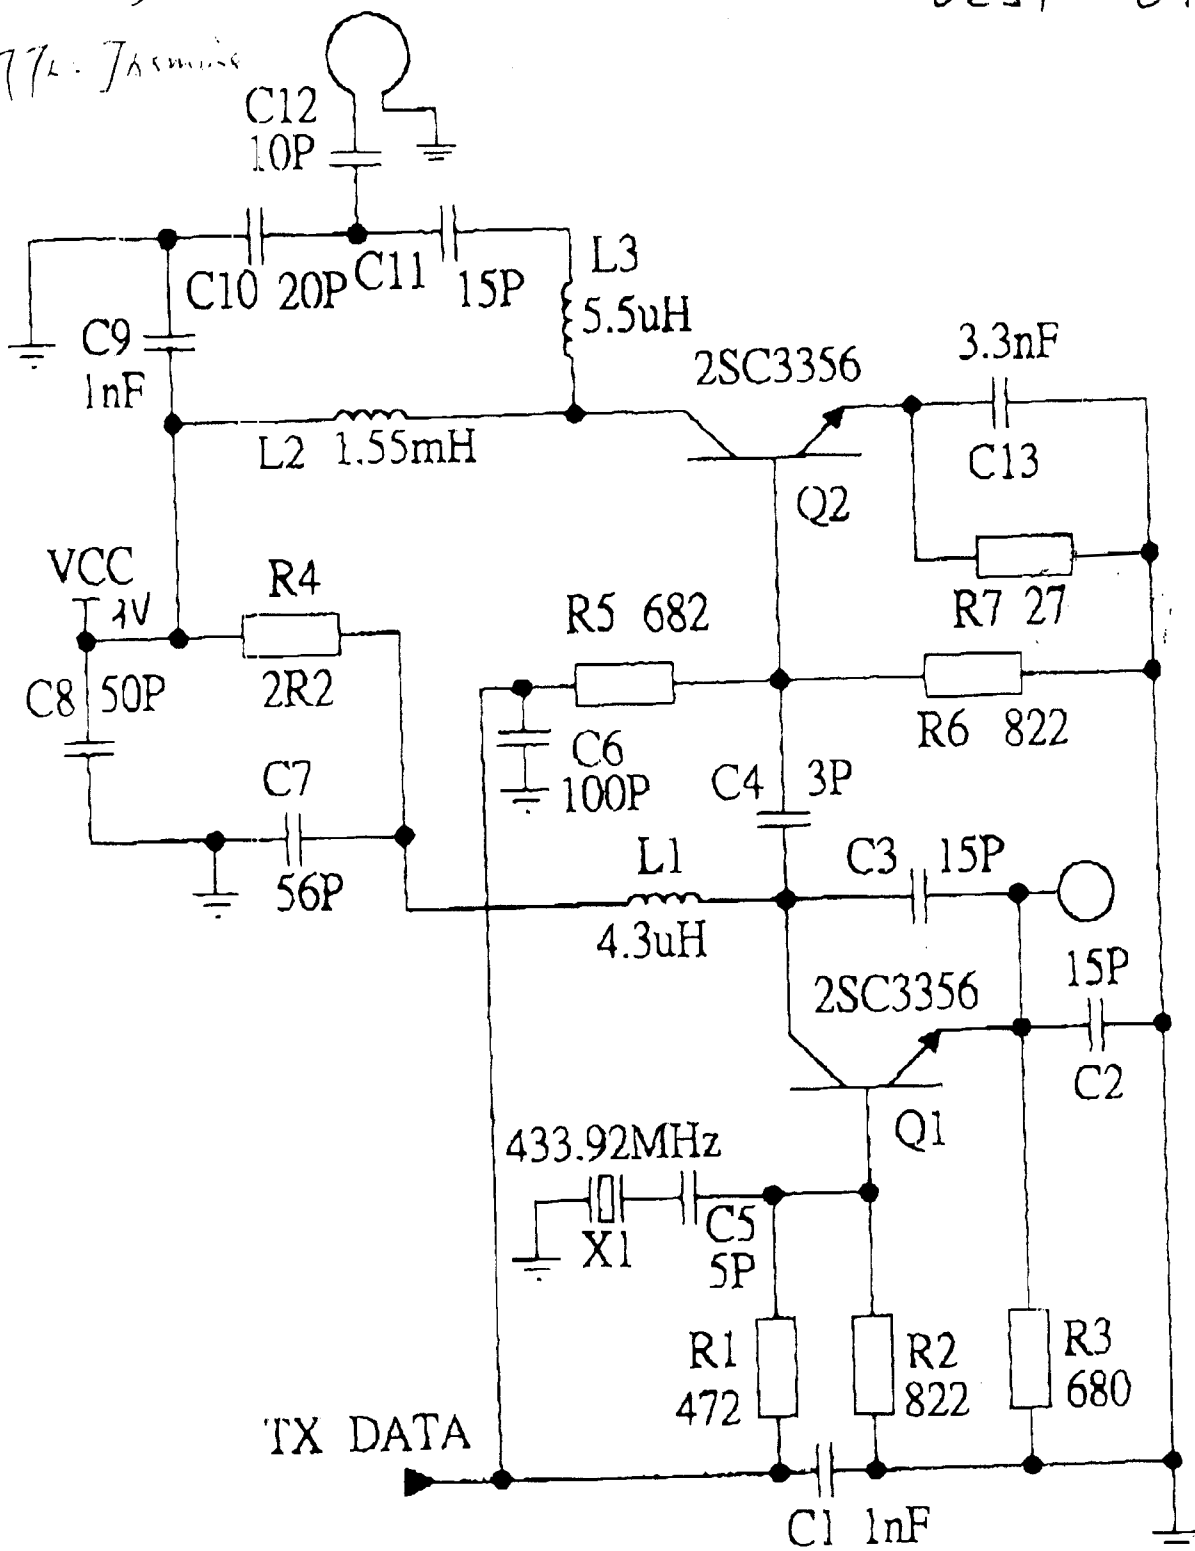 C12
10P
C10 20P
C11
15P
L3
5.5uH
C9
1nF
2SC3356
3.3nF
C13
L2 1.55mH
Q2
VCC
R4
2R2
R5 682
R7 27
C8 50P
C6
100P
R6 822
C7
56P
C4 3P
L1
4.3uH
C3 15P
15P
2SC3356
C2
Q1
433.92MHz
X1
C5
5P
R1
472
R2
822
R3
680
TX DATA
C1 1nF